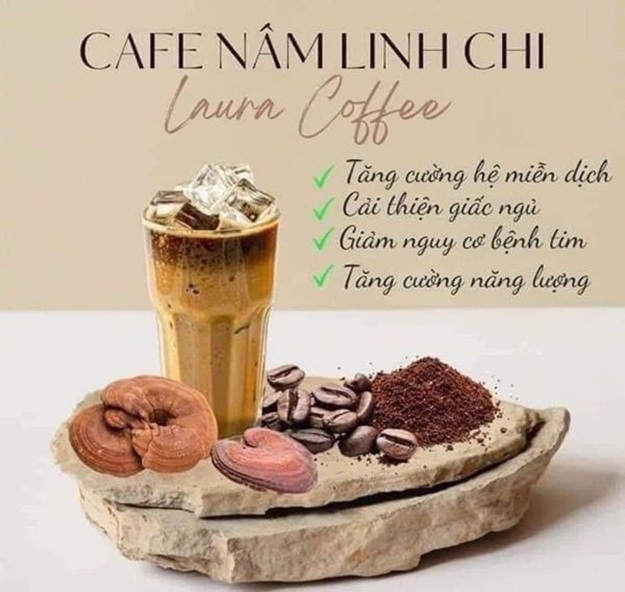 CAFE NẤM LINH CHI
Laura Coffee
Tăng cường hệ miễn dịch
Cải thiện giấc ngủ
Giảm nguy cơ bệnh tim
Tăng cường năng lượng